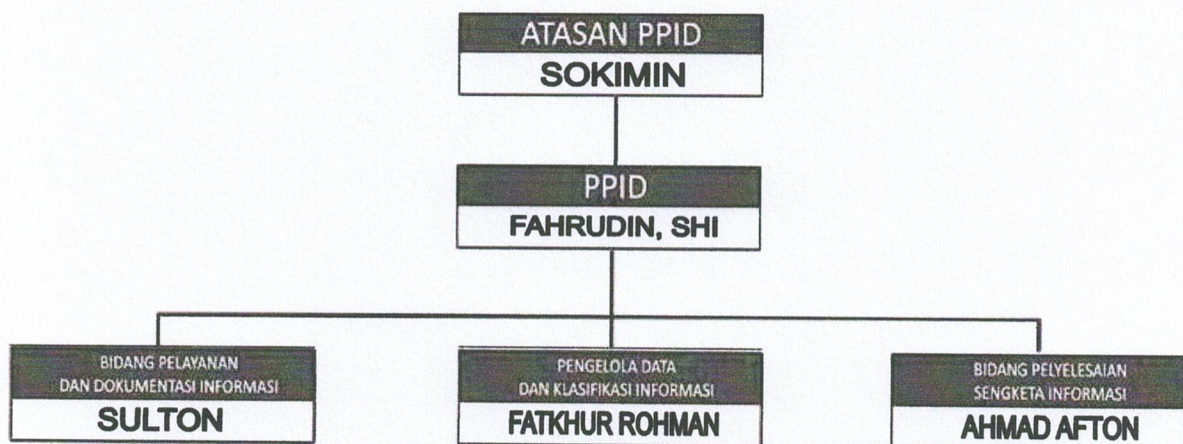 ATASAN PPID
SOKIMIN
PPID
FAHRUDIN, SHI
BIDANG PELAYANAN
DAN DOKUMENTASI INFORMASI
SULTON
PENGELOLA DATA
DAN KLASIFIKASI INFORMASI
FATKHUR ROHMAN
BIDANG PELYELESAIAN
SENGKETA INFORMASI
AHMAD AFTON